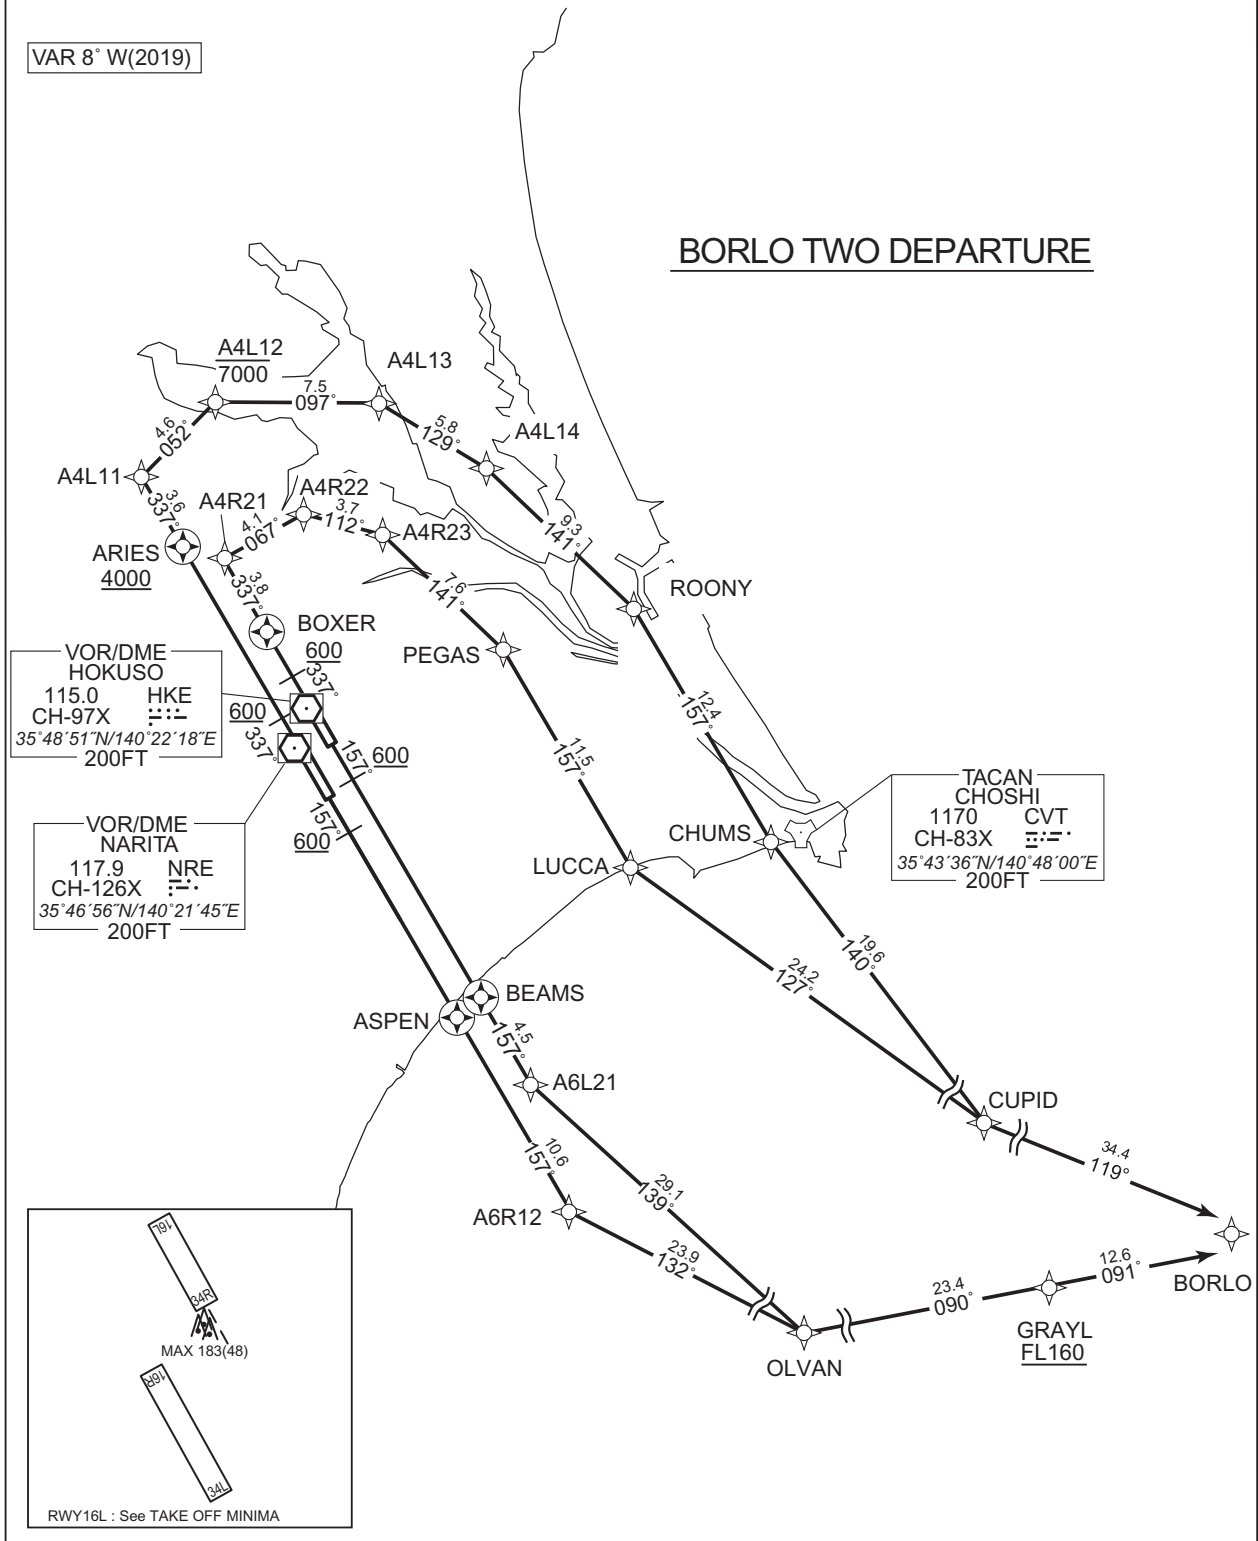 VAR 8° W(2019)
BORLO TWO DEPARTURE
A4L12
7000
A4L13
7.5
097°
4.6
052°
5.8
129°
A4L14
A4L11
3.6
337°
A4R21
A4R22
4.1
067°
3.7
112°
A4R23
9.3
141°
ARIES
4000
3.8
337°
7.6
141°
ROONY
BOXER
600
337°
PEGAS
VOR/DME
HOKUSO
115.0 HKE
CH-97X
35°48´51˝N/140°22´18˝E
200FT
600
337°
157°
600
12.4
157°
11.5
157°
VOR/DME
NARITA
117.9 NRE
CH-126X
35°46´56˝N/140°21´45˝E
200FT
157°
600
TACAN
CHOSHI
1170 CVT
CH-83X
35°43´36˝N/140°48´00˝E
200FT
CHUMS
LUCCA
19.6
140°
24.2
127°
BEAMS
ASPEN
4.5
157°
A6L21
CUPID
10.6
157°
34.4
119°
29.1
139°
A6R12
23.9
132°
BORLO
12.6
091°
23.4
090°
GRAYL
FL160
OLVAN
16L
34R
MAX 183(48)
16R
34L
RWY16L : See TAKE OFF MINIMA